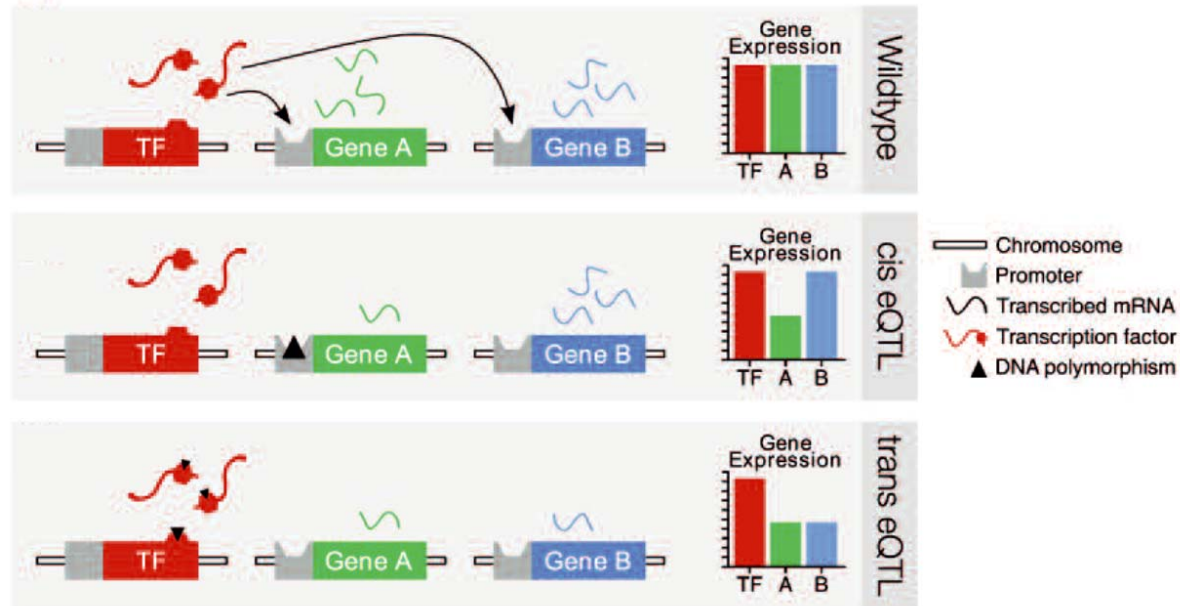 Gene
Expression
TF
Gene A
Gene B
TF A B
Wildtype
Gene
Expression
TF
Gene A
Gene B
TF A B
cis eQTL
Chromosome
Promoter
Transcribed mRNA
Transcription factor
DNA polymorphism
Gene
Expression
TF
Gene A
Gene B
TF A B
trans eQTL